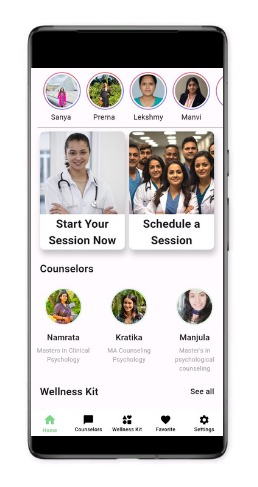 Sanya Prerna Lekshmy Manvi
Start Your
Session Now
Schedule a
Session
Counselors
Namrata Kratika Manjula
Masters in Clinical
Psychology
MA Counseling
Psychology
Master's in
psychological
counseling
Wellness Kit See all
Home Counselors Wellness Kit Favorite Settings